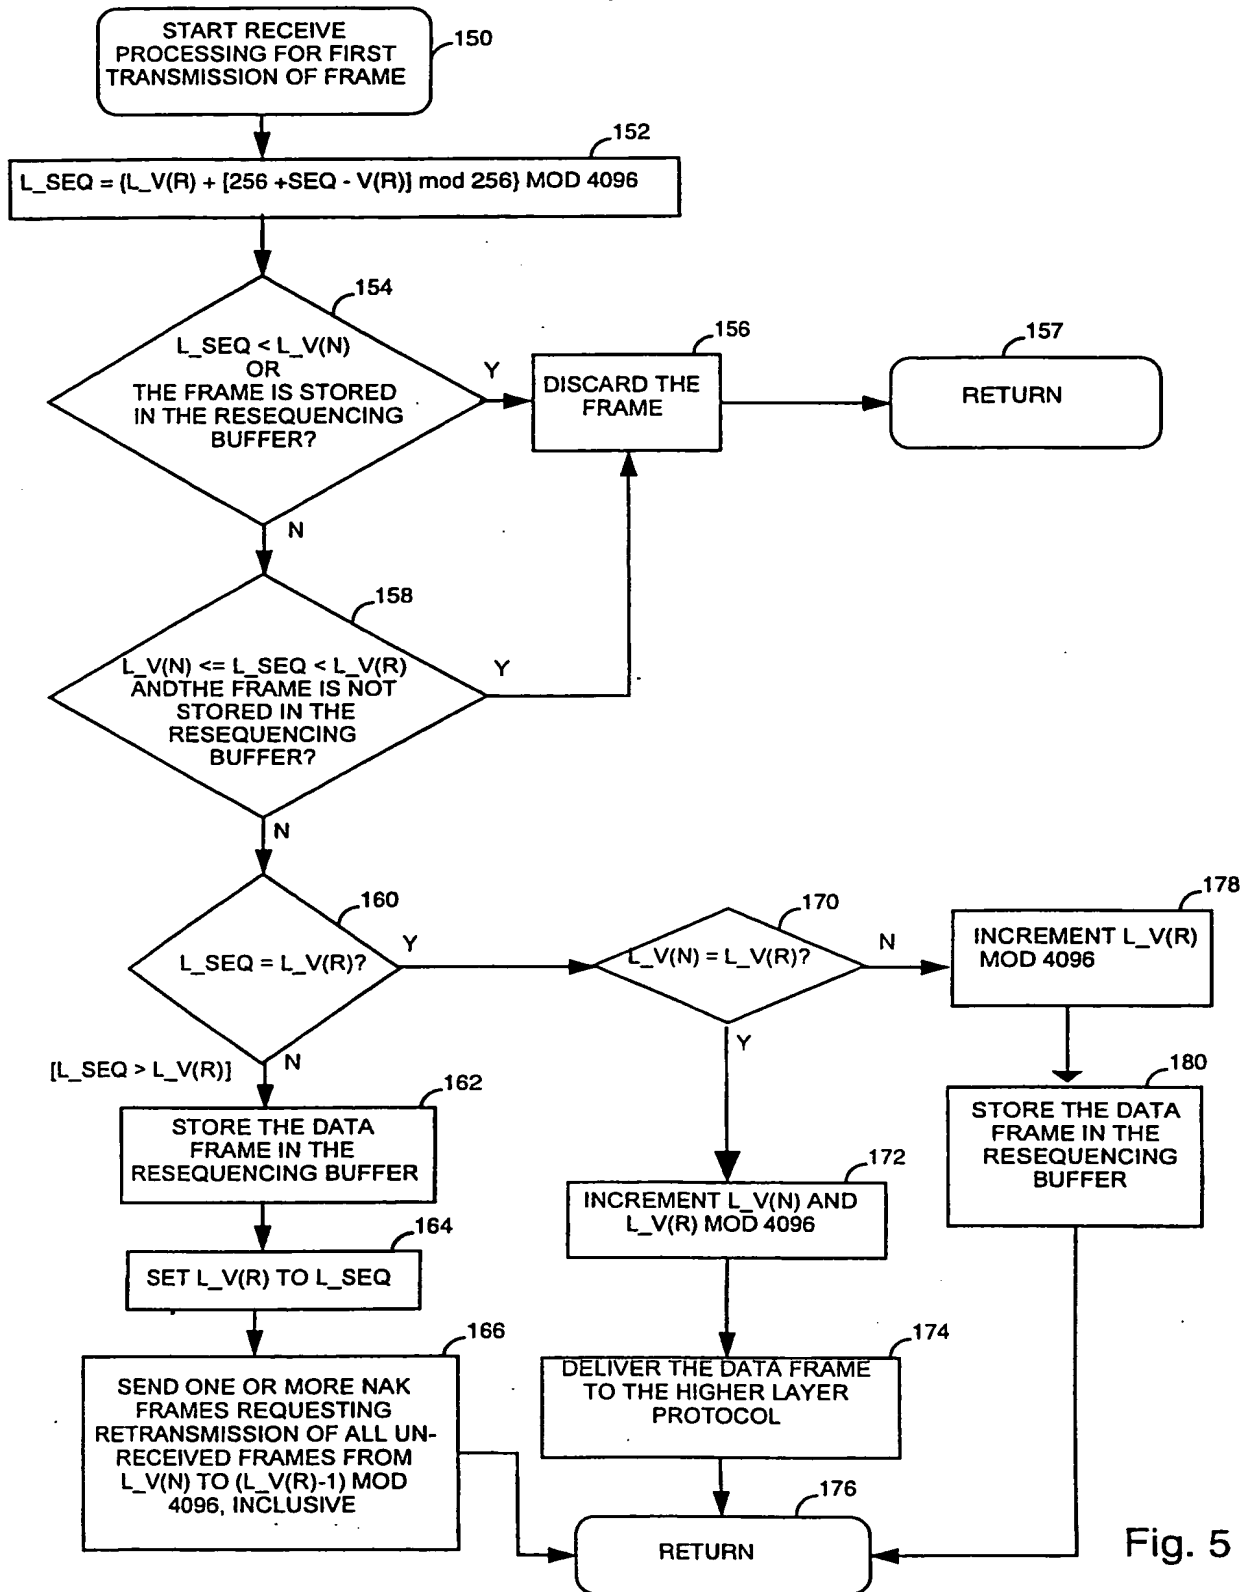 START RECEIVE
PROCESSING FOR FIRST
TRANSMISSION OF FRAME
150
152
L_SEQ = {L_V(R) + [256 +SEQ - V(R)] mod 256} MOD 4096
154
L_SEQ < L_V(N)
OR
THE FRAME IS STORED
IN THE RESEQUENCING
BUFFER?
Y
156
DISCARD THE
FRAME
157
RETURN
N
158
L_V(N) <= L_SEQ < L_V(R)
ANDTHE FRAME IS NOT
STORED IN THE
RESEQUENCING
BUFFER?
Y
N
160
L_SEQ = L_V(R)?
Y
170
L_V(N) = L_V(R)?
N
178
INCREMENT L_V(R)
MOD 4096
[L_SEQ > L_V(R)]
N
Y
162
STORE THE DATA
FRAME IN THE
RESEQUENCING BUFFER
180
STORE THE DATA
FRAME IN THE
RESEQUENCING
BUFFER
172
INCREMENT L_V(N) AND
L_V(R) MOD 4096
164
SET L_V(R) TO L_SEQ
166
SEND ONE OR MORE NAK
FRAMES REQUESTING
RETRANSMISSION OF ALL UN-
RECEIVED FRAMES FROM
L_V(N) TO (L_V(R)-1) MOD
4096, INCLUSIVE
174
DELIVER THE DATA FRAME
TO THE HIGHER LAYER
PROTOCOL
176
RETURN
Fig. 5